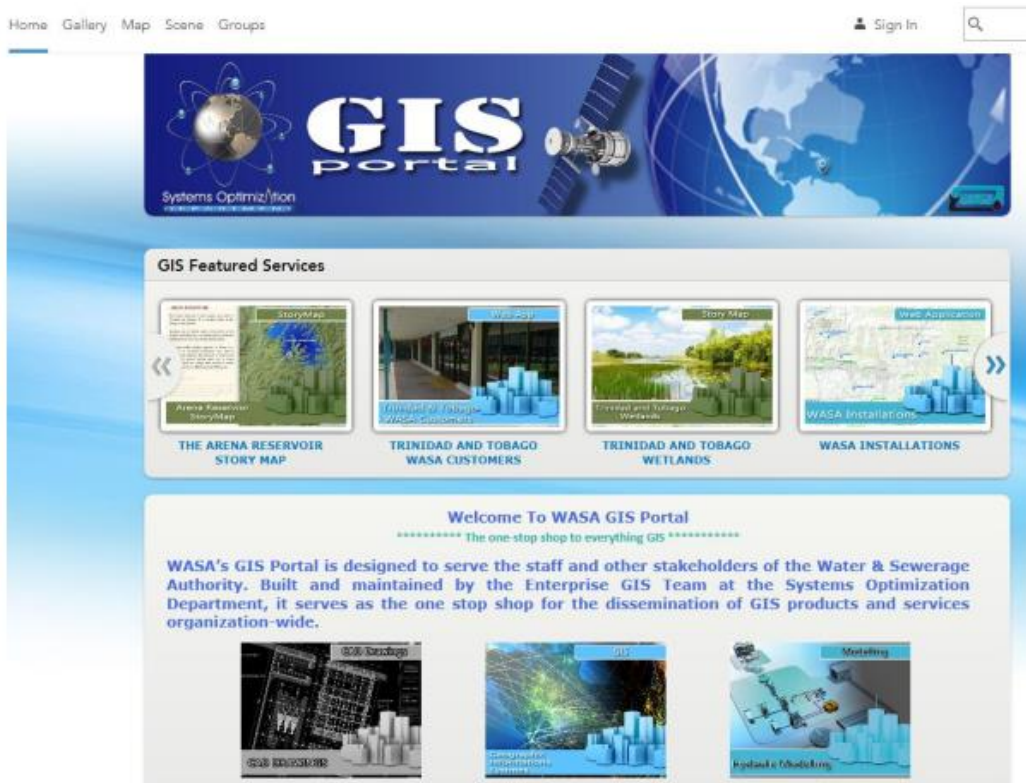 Home Gallery Map Scene Groups Sign In
GIS
portal
Systems Optimization
GIS Featured Services
StoryMap
Arena Reservoir
StoryMap
Web App
Trinidad & Tobago
WASA Customers
Story Map
Trinidad and Tobago
Wetlands
Web Application
WASA Installations
THE ARENA RESERVOIR
STORY MAP
TRINIDAD AND TOBAGO
WASA CUSTOMERS
TRINIDAD AND TOBAGO
WETLANDS
WASA INSTALLATIONS
Welcome To WASA GIS Portal
********** The one-stop shop to everything GIS ***********
WASA's GIS Portal is designed to serve the staff and other stakeholders of the Water & Sewerage
Authority. Built and maintained by the Enterprise GIS Team at the Systems Optimization
Department, it serves as the one stop shop for the dissemination of GIS products and services
organization-wide.
CAD Drawings
CAD DRAWINGS
GIS
Geographic
Modelling
Hydraulic Modelling